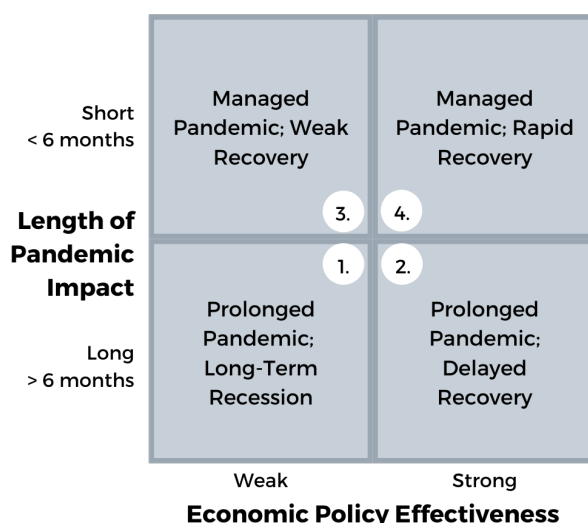 Short
< 6 months
Managed
Pandemic; Weak
Recovery
3.
Managed
Pandemic; Rapid
Recovery
4.
Length of
Pandemic
Impact
1.
Prolonged
Pandemic;
Long-Term
Recession
2.
Prolonged
Pandemic;
Delayed
Recovery
Long
> 6 months
Weak
Strong
Economic Policy Effectiveness